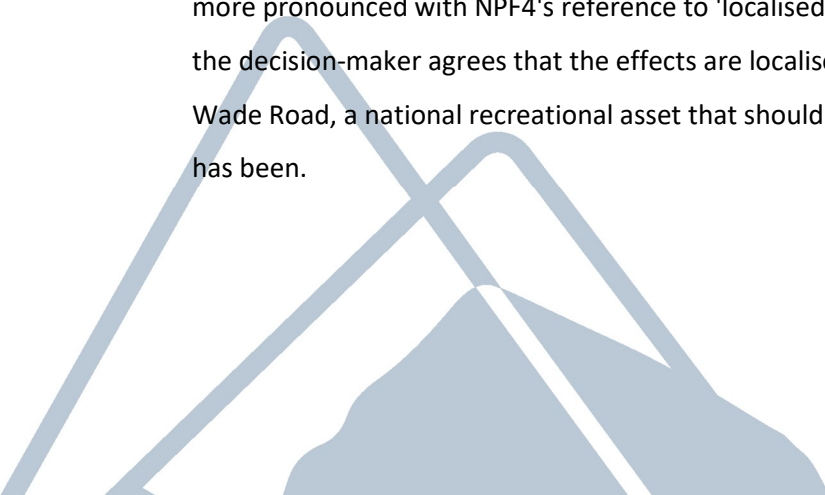 more pronounced with NPF4's reference to 'localised
the decision-maker agrees that the effects are localise
Wade Road, a national recreational asset that should
has been.